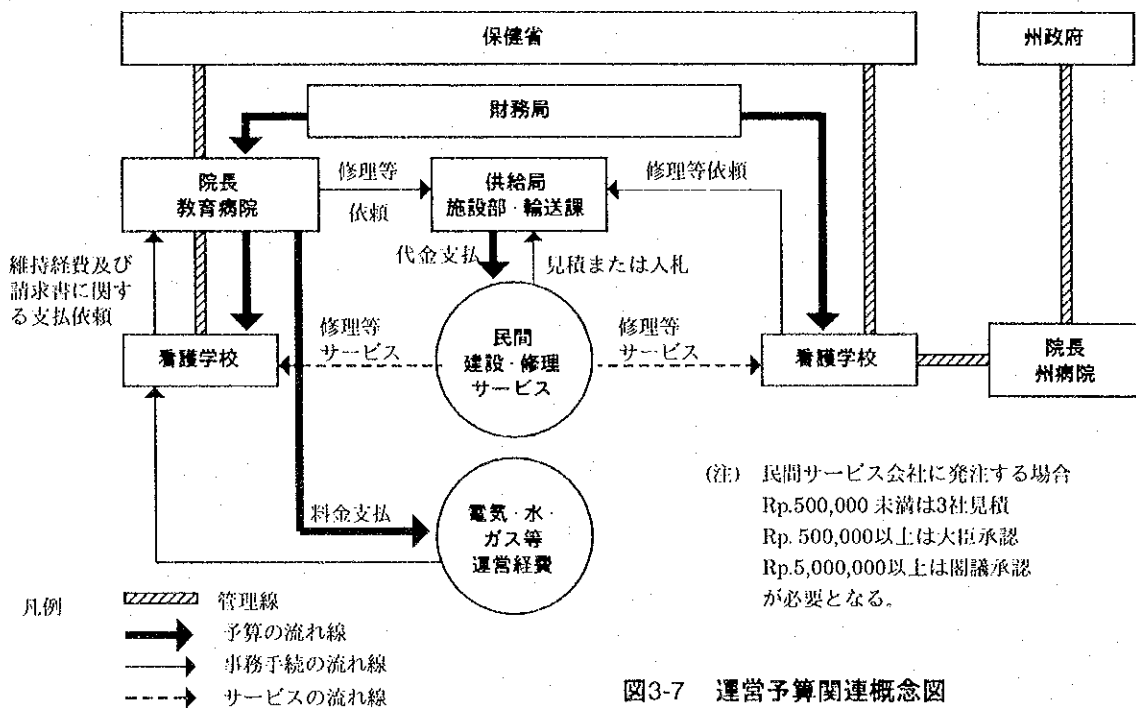 保健省
州政府
財務局
院長
教育病院
修理等
依頼
供給局
施設部・輸送課
修理等依頼
代金支払
見積または入札
維持経費及び
請求書に関す
る支払依頼
看護学校
修理等
サービス
民間
建設・修理
サービス
修理等
サービス
看護学校
院長
州病院
料金支払
電気・水・
ガス等
運営経費
(注) 民間サービス会社に発注する場合
Rp.500,000 未満は3社見積
Rp. 500,000以上は大臣承認
Rp.5,000,000以上は閣議承認
が必要となる。
凡例
管理線
予算の流れ線
事務手続の流れ線
サービスの流れ線
図3-7 運営予算関連概念図